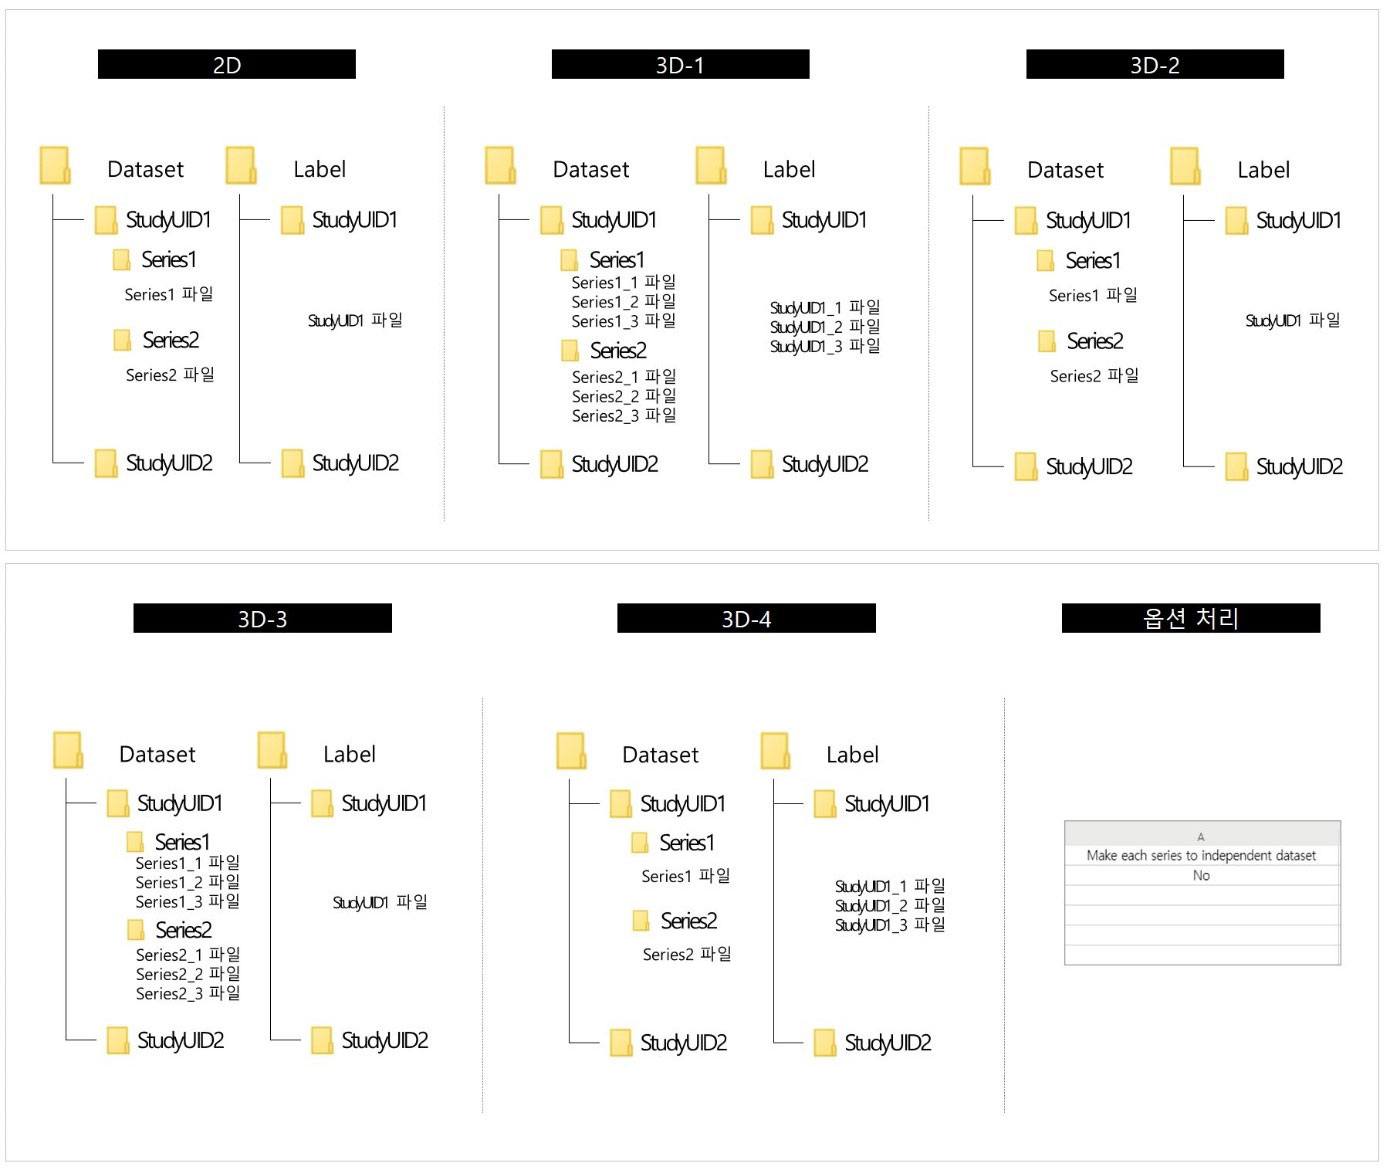 2D
Dataset
Label
StudyUID1
StudyUID1
Series1
Series1 파일
StudyUID1 파일
Series2
Series2 파일
StudyUID2
StudyUID2
3D-1
Dataset
Label
StudyUID1
StudyUID1
Series1
Series1_1 파일
Series1_2 파일
Series1_3 파일
StudyUID1_1 파일
StudyUID1_2 파일
StudyUID1_3 파일
Series2
Series2_1 파일
Series2_2 파일
Series2_3 파일
StudyUID2
StudyUID2
3D-2
Dataset
Label
StudyUID1
StudyUID1
Series1
Series1 파일
StudyUID1 파일
Series2
Series2 파일
StudyUID2
StudyUID2
3D-3
Dataset
Label
StudyUID1
StudyUID1
Series1
Series1_1 파일
Series1_2 파일
Series1_3 파일
StudyUID1 파일
Series2
Series2_1 파일
Series2_2 파일
Series2_3 파일
StudyUID2
StudyUID2
3D-4
Dataset
Label
StudyUID1
StudyUID1
Series1
Series1 파일
StudyUID1_1 파일
StudyUID1_2 파일
StudyUID1_3 파일
Series2
Series2 파일
StudyUID2
StudyUID2
옵션 처리
A
Make each series to independent dataset
No